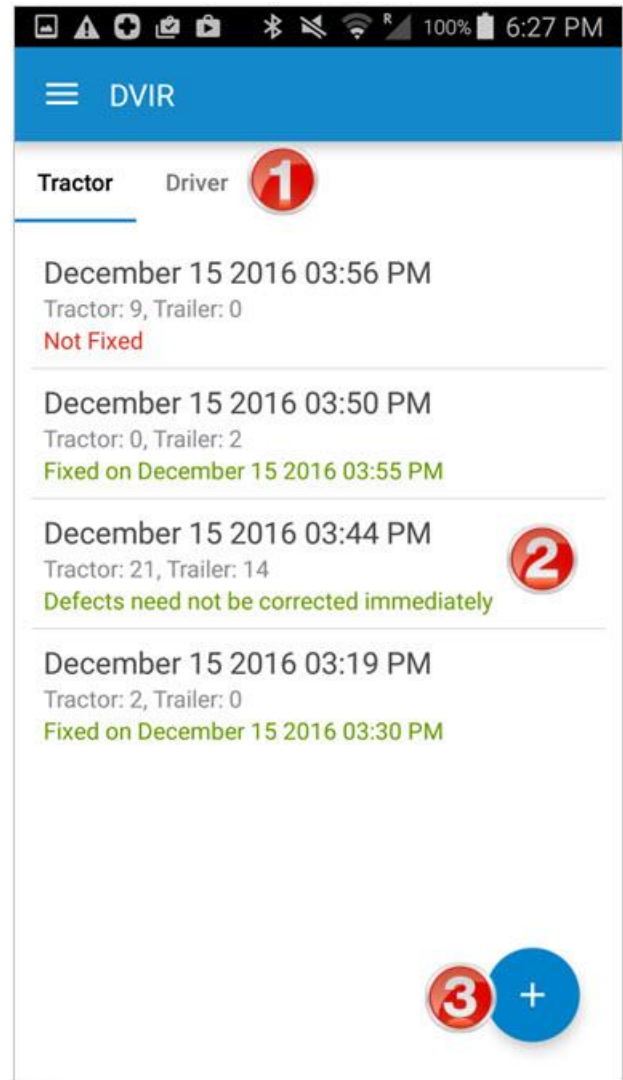 R 100% 6:27 PM
DVIR
Tractor Driver 1
December 15 2016 03:56 PM
Tractor: 9, Trailer: 0
Not Fixed
December 15 2016 03:50 PM
Tractor: 0, Trailer: 2
Fixed on December 15 2016 03:55 PM
December 15 2016 03:44 PM
2
Tractor: 21, Trailer: 14
Defects need not be corrected immediately
December 15 2016 03:19 PM
Tractor: 2, Trailer: 0
Fixed on December 15 2016 03:30 PM
3 +